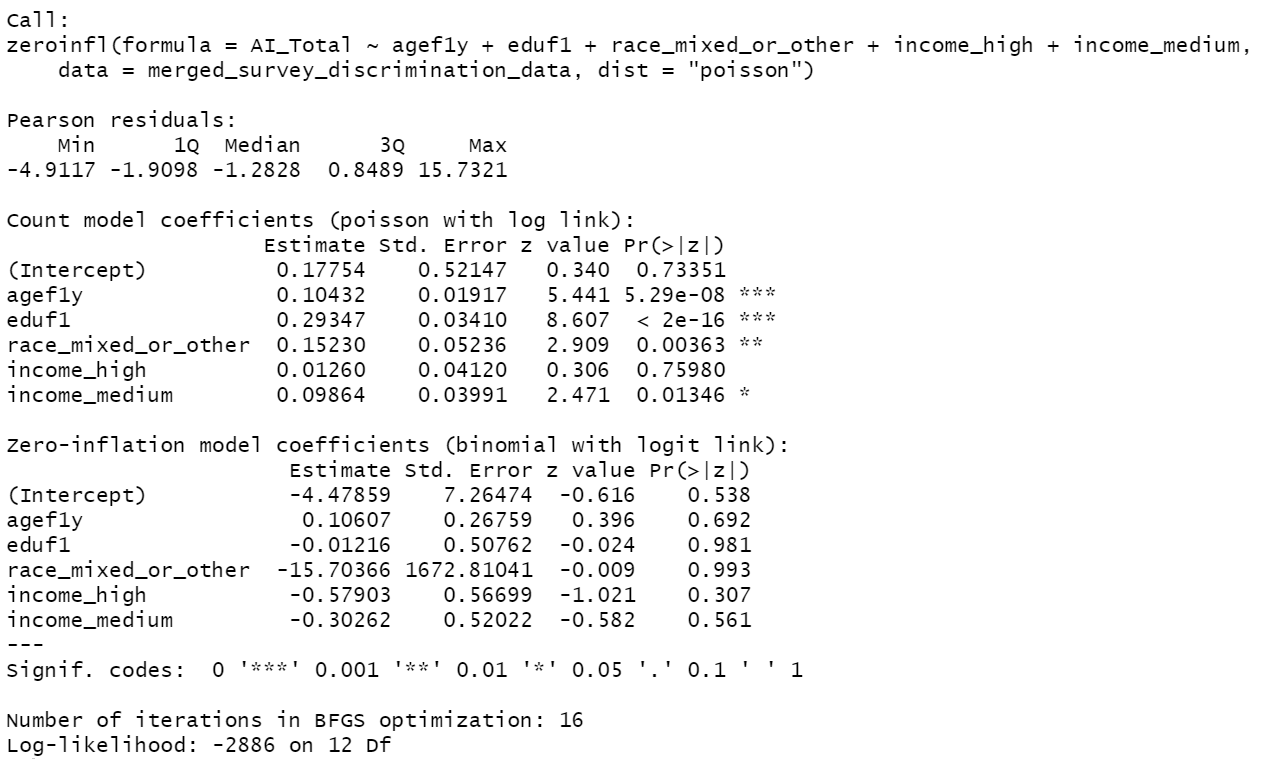 Call:
zeroinfl(formula = AI_Total ~ agef1y + eduf1 + race_mixed_or_other + income_high + income_medium,
    data = merged_survey_discrimination_data, dist = "poisson")

Pearson residuals:
    Min      1Q  Median      3Q     Max
-4.9117 -1.9098 -1.2828  0.8489 15.7321

Count model coefficients (poisson with log link):
                    Estimate Std. Error z value Pr(>|z|)
(Intercept)          0.17754    0.52147   0.340  0.73351
agef1y               0.10432    0.01917   5.441 5.29e-08 ***
eduf1                0.29347    0.03410   8.607  < 2e-16 ***
race_mixed_or_other  0.15230    0.05236   2.909  0.00363 **
income_high          0.01260    0.04120   0.306  0.75980
income_medium        0.09864    0.03991   2.471  0.01346 *

Zero-inflation model coefficients (binomial with logit link):
                      Estimate Std. Error z value Pr(>|z|)
(Intercept)           -4.47859    7.26474  -0.616    0.538
agef1y                 0.10607    0.26759   0.396    0.692
eduf1                 -0.01216    0.50762  -0.024    0.981
race_mixed_or_other  -15.70366 1672.81041  -0.009    0.993
income_high           -0.57903    0.56699  -1.021    0.307
income_medium         -0.30262    0.52022  -0.582    0.561
---
Signif. codes:  0 '***' 0.001 '**' 0.01 '*' 0.05 '.' 0.1 ' ' 1

Number of iterations in BFGS optimization: 16
Log-likelihood: -2886 on 12 Df